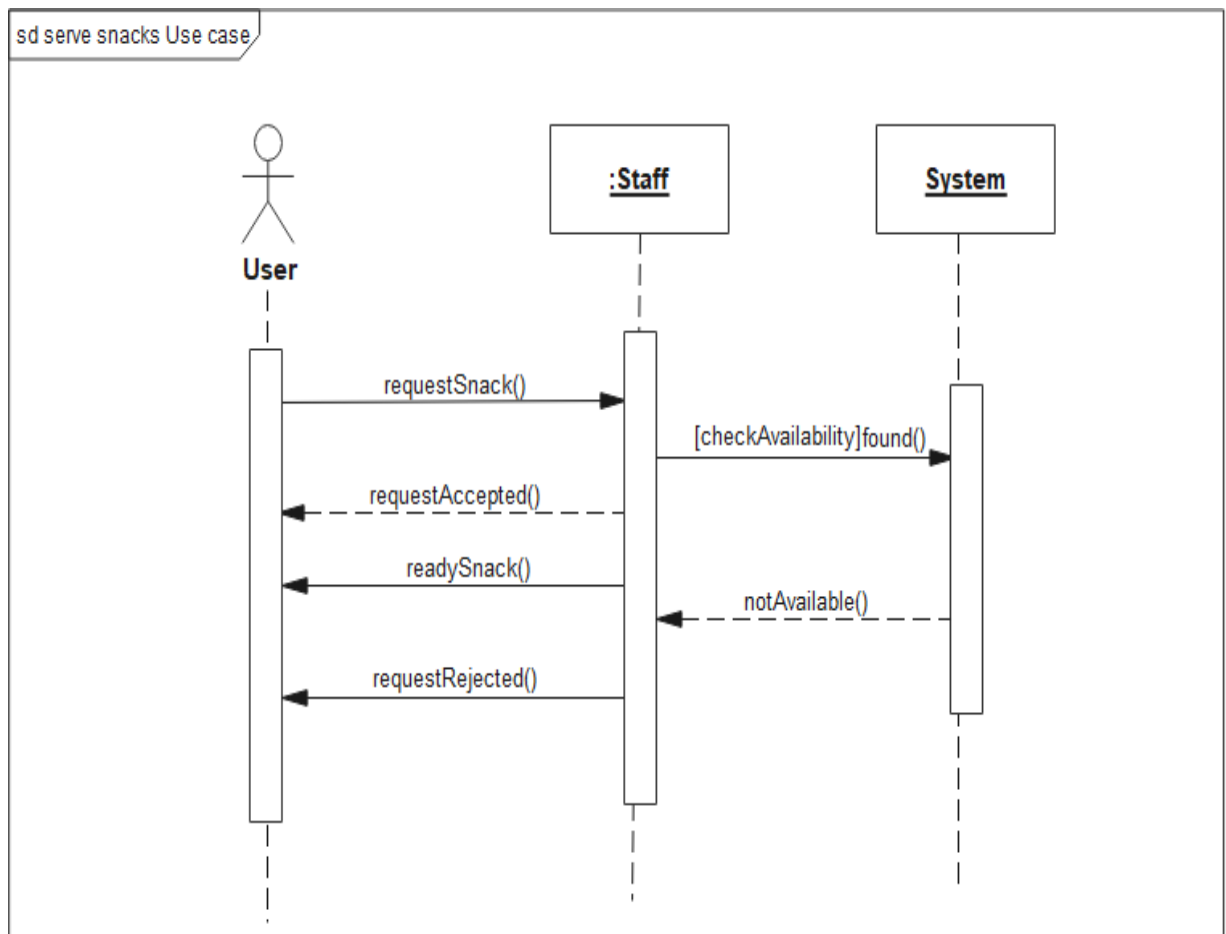 sd serve snacks Use case
:Staff
System
User
requestSnack()
[checkAvailability]found()
requestAccepted()
readySnack()
notAvailable()
requestRejected()